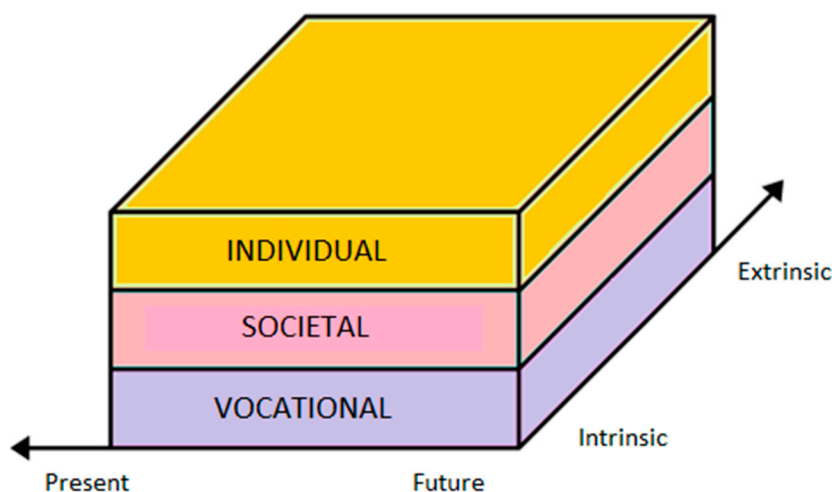 INDIVIDUAL
SOCIETAL
VOCATIONAL
Extrinsic
Intrinsic
Present
Future